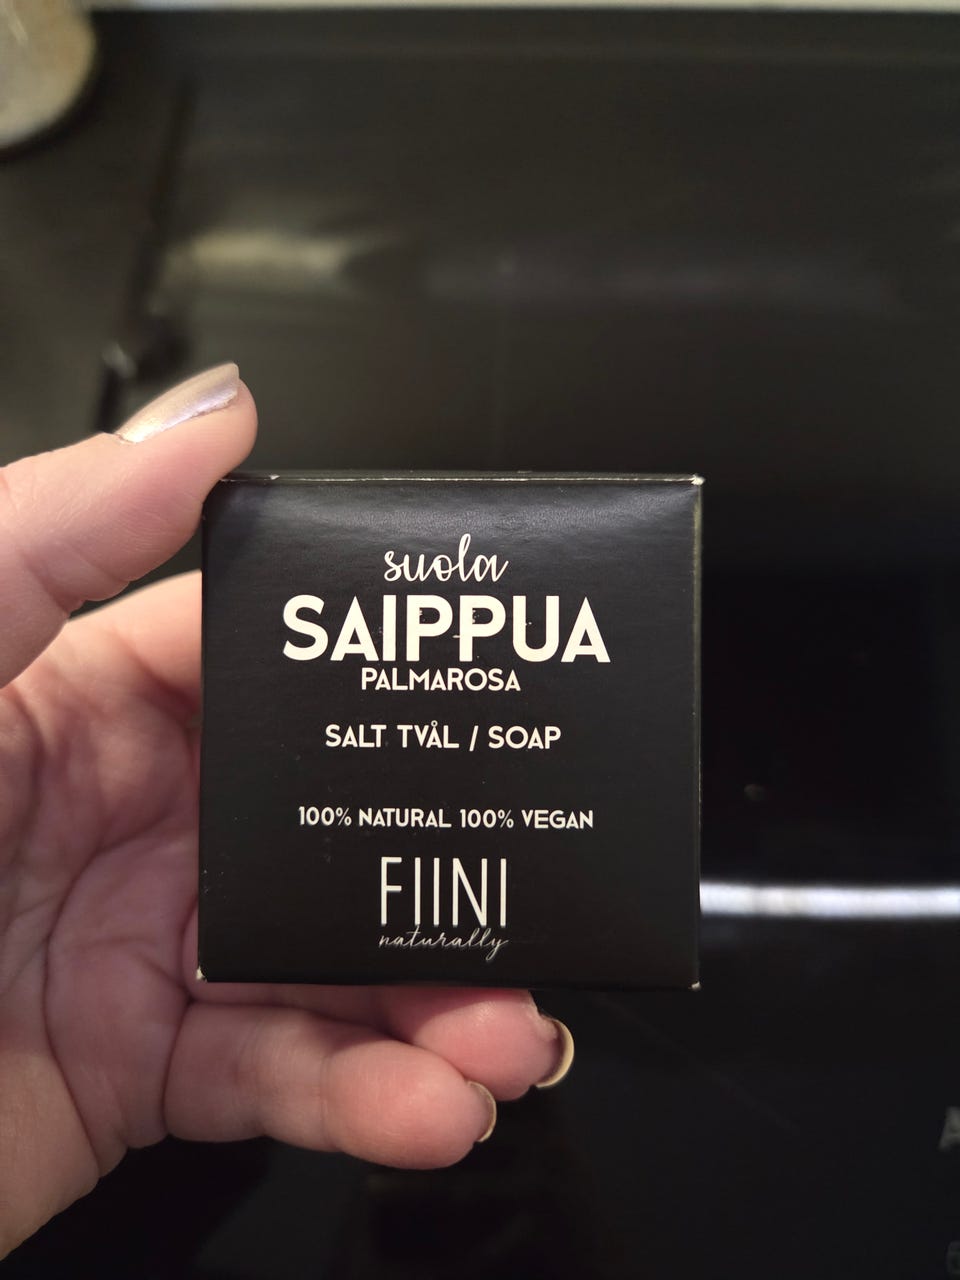 suola
SAIPPUA
PALMAROSA
SALT TVÅL / SOAP
100% NATURAL 100% VEGAN
FIINI
naturally